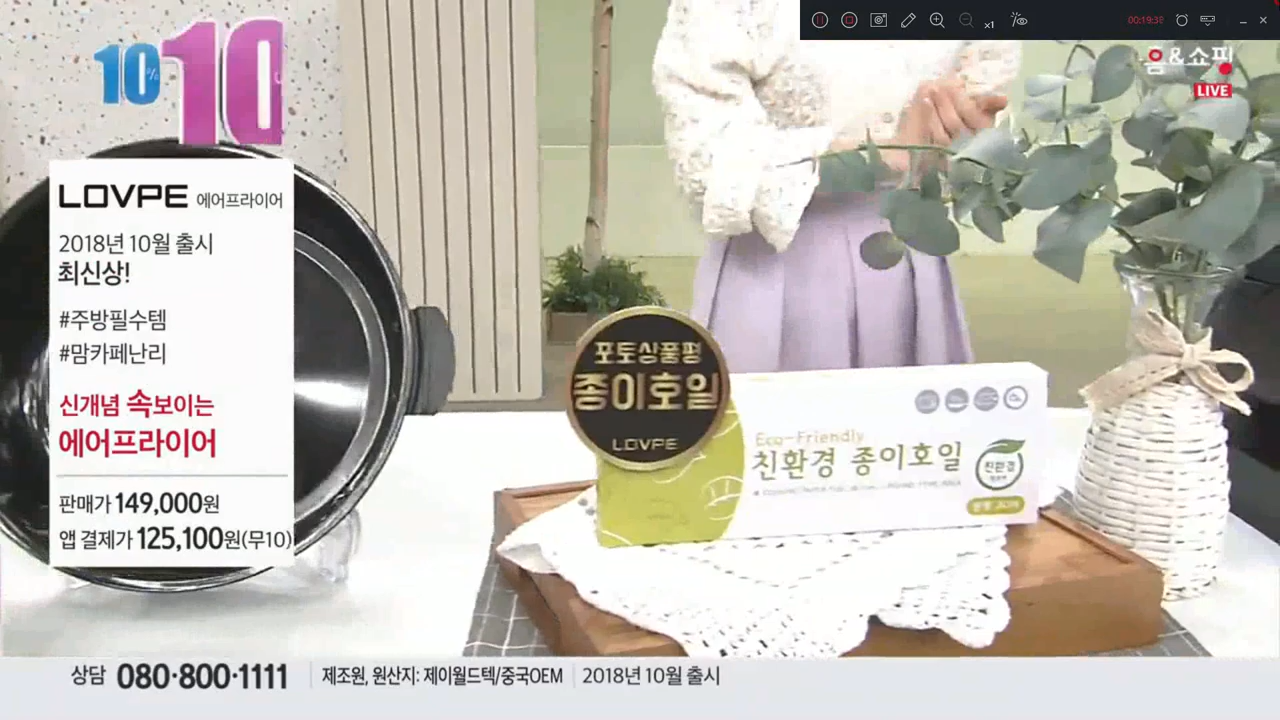 10% 10
LOVPE 에어프라이어
2018년 10월 출시
최신상!
#주방필수템
#맘카페난리
신개념 속보이는
에어프라이어
판매가 149,000원
앱 결제가 125,100원(무10)
00:19:38
x1
홈&쇼핑
LIVE
포토상품평
종이호일
LOVPE
Eco-Friendly
친환경 종이호일
친환경
상담 080·800·1111
제조원, 원산지: 제이월드텍/중국OEM
2018년 10월 출시